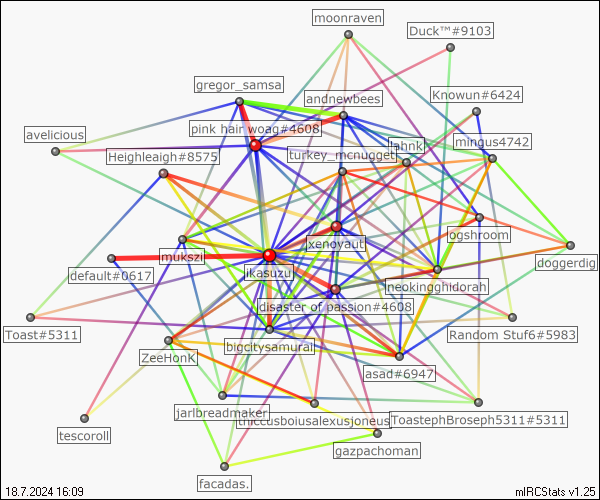 moonraven
Duck™#9103
gregor_samsa
andnewbees
Knowun#6424
pink hair woag#4608
avelicious
lahnk
mingus4742
Heighleaigh#8575
turkey_mcnugget
mukszi
xenoyaut
logshroom
default#0617
ikasuzu
doggerdig
neokingghidorah
disaster of passion#4608
Toast#5311
bigcitysamurai
Random Stuf6#5983
ZeeHonK
asad#6947
jarlbreadmaker
thiccusboiusalexusjoneus
ToastephBroseph5311#5311
tescoroll
gazpachoman
facadas.
18.7.2024 16:09
mIRCStats v1.25